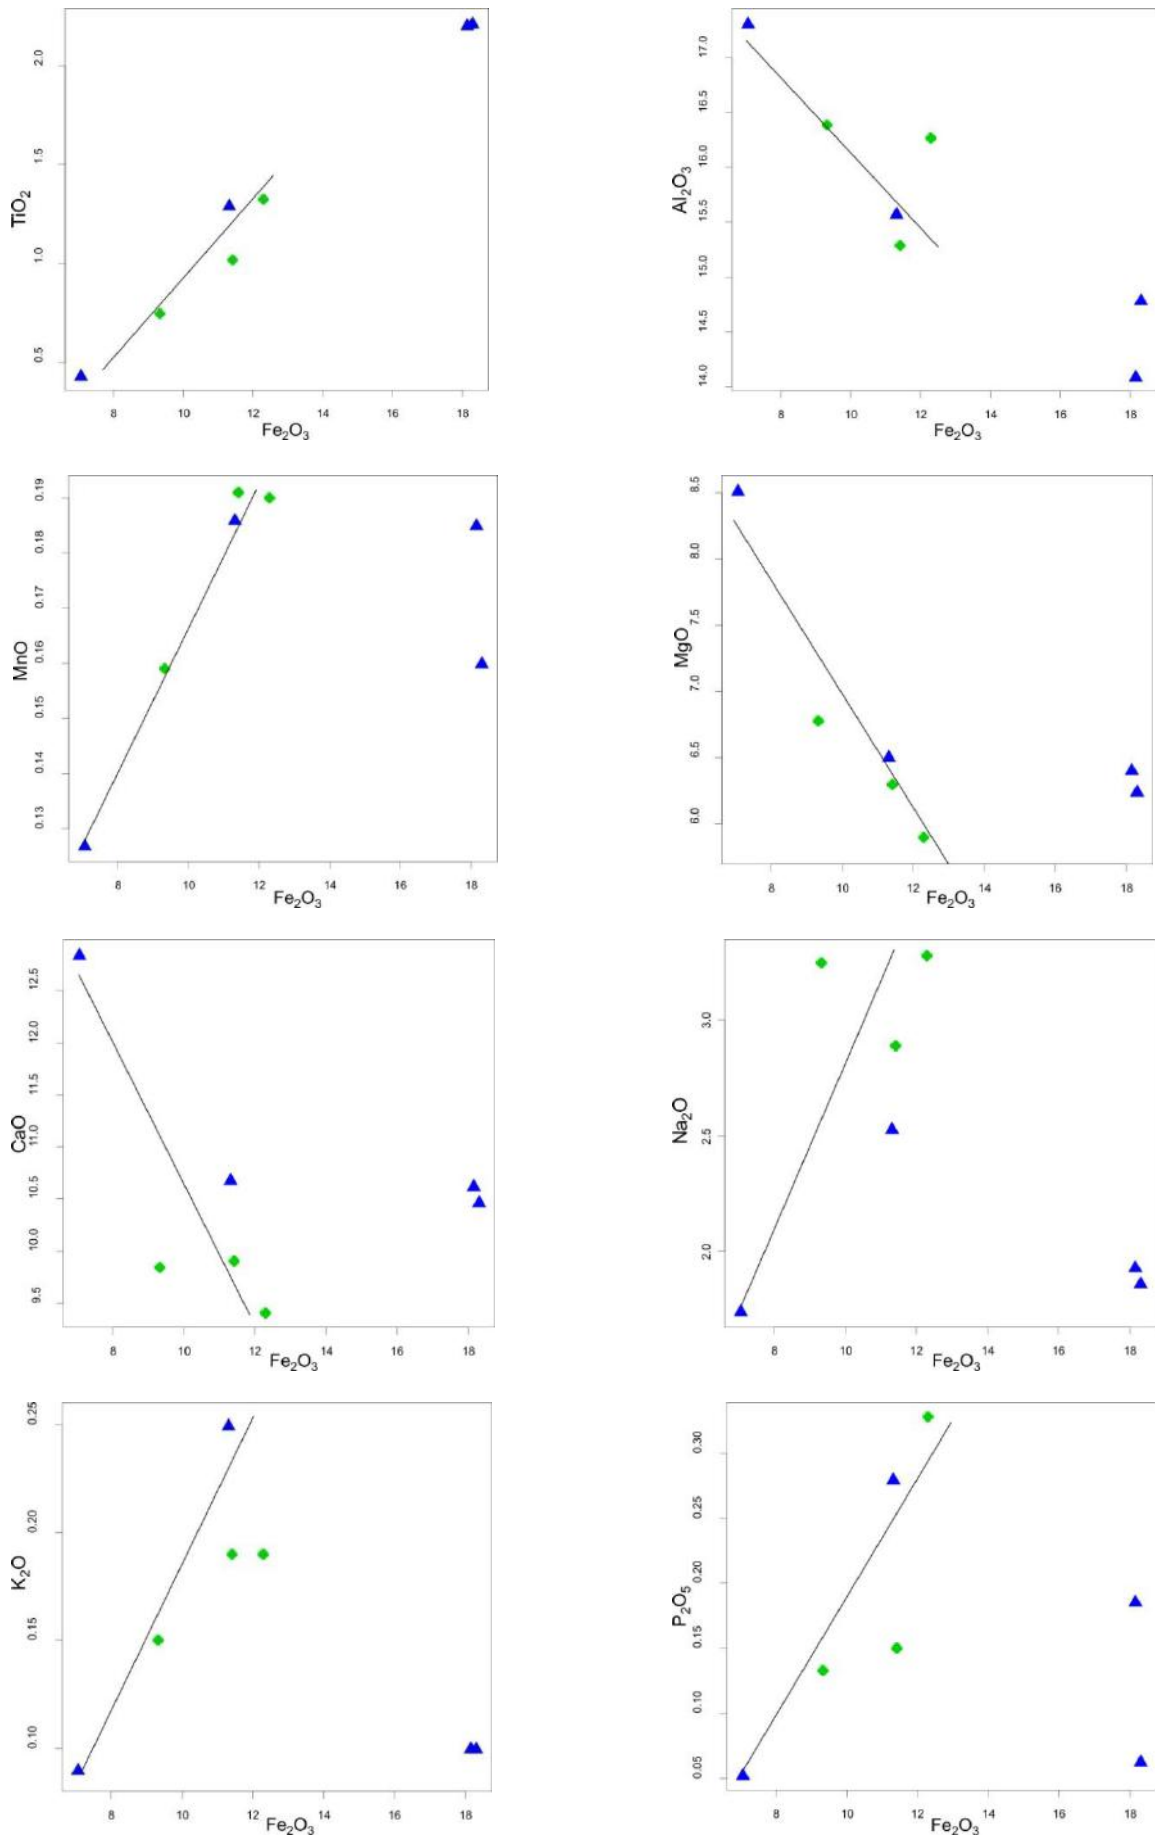 TiO₂
2.0
1.5
1.0
0.5
8 10 12 14 16 18
Fe₂O₃
Al₂O₃
17.0
16.5
16.0
15.5
15.0
14.5
14.0
8 10 12 14 16 18
Fe₂O₃
MnO
0.19
0.18
0.17
0.16
0.15
0.14
0.13
8 10 12 14 16 18
Fe₂O₃
MgO
8.5
8.0
7.5
7.0
6.5
6.0
8 10 12 14 16 18
Fe₂O₃
CaO
12.5
12.0
11.5
11.0
10.5
10.0
9.5
8 10 12 14 16 18
Fe₂O₃
Na₂O
3.0
2.5
2.0
8 10 12 14 16 18
Fe₂O₃
K₂O
0.25
0.20
0.15
0.10
8 10 12 14 16 18
Fe₂O₃
P₂O₅
0.30
0.25
0.20
0.15
0.10
0.05
8 10 12 14 16 18
Fe₂O₃